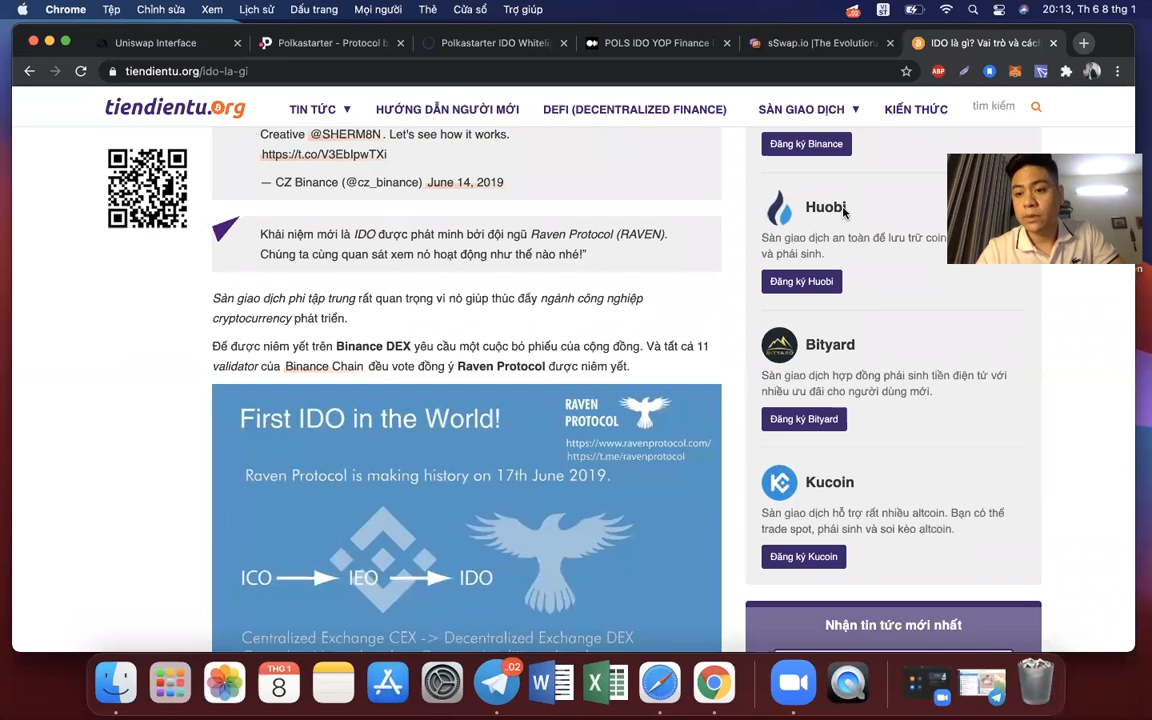 Chrome Tệp Chỉnh sửa Xem Lịch sử Dấu trang Mọi người Thẻ Cửa sổ Trợ giúp 20:13, Th 6 8 thg 1
Uniswap Interface
Polkastarter - Protocol b
Polkastarter IDO Whiteli
POLS IDO YOP Finance
sSwap.io |The Evolutiona
IDO là gì? Vai trò và các
tiendientu.org/ido-la-gi
tiendientu.org TIN TỨC HƯỚNG DẪN NGƯỜI MỚI DEFI (DECENTRALIZED FINANCE) SÀN GIAO DỊCH KIẾN THỨC tìm kiếm
Creative @SHERM8N. Let's see how it works.
https://t.co/V3EbIpwTXi
— CZ Binance (@cz_binance) June 14, 2019
Khái niệm mới là IDO được phát minh bởi đội ngũ Raven Protocol (RAVEN).
Chúng ta cùng quan sát xem nó hoạt động như thế nào nhé!"
Sàn giao dịch phi tập trung rất quan trọng vì nó giúp thúc đẩy ngành công nghiệp
cryptocurrency phát triển.
Để được niêm yết trên Binance DEX yêu cầu một cuộc bỏ phiếu của cộng đồng. Và tất cả 11
validator của Binance Chain đều vote đồng ý Raven Protocol được niêm yết.
First IDO in the World!
RAVEN
PROTOCOL
https://www.ravenprotocol.com/
https://t.me/ravenprotocol
Raven Protocol is making history on 17th June 2019.
ICO IEO IDO
Centralized Exchange CEX -> Decentralized Exchange DEX
Đăng ký Binance
Huobi
Sàn giao dịch an toàn để lưu trữ coin
và phái sinh.
Đăng ký Huobi
Bityard
Sàn giao dịch hợp đồng phái sinh tiền điện tử với
nhiều ưu đãi cho người dùng mới.
Đăng ký Bityard
Kucoin
Sàn giao dịch hỗ trợ rất nhiều altcoin. Bạn có thể
trade spot, phái sinh và soi kèo altcoin.
Đăng ký Kucoin
Nhận tin tức mới nhất
THG 1
8